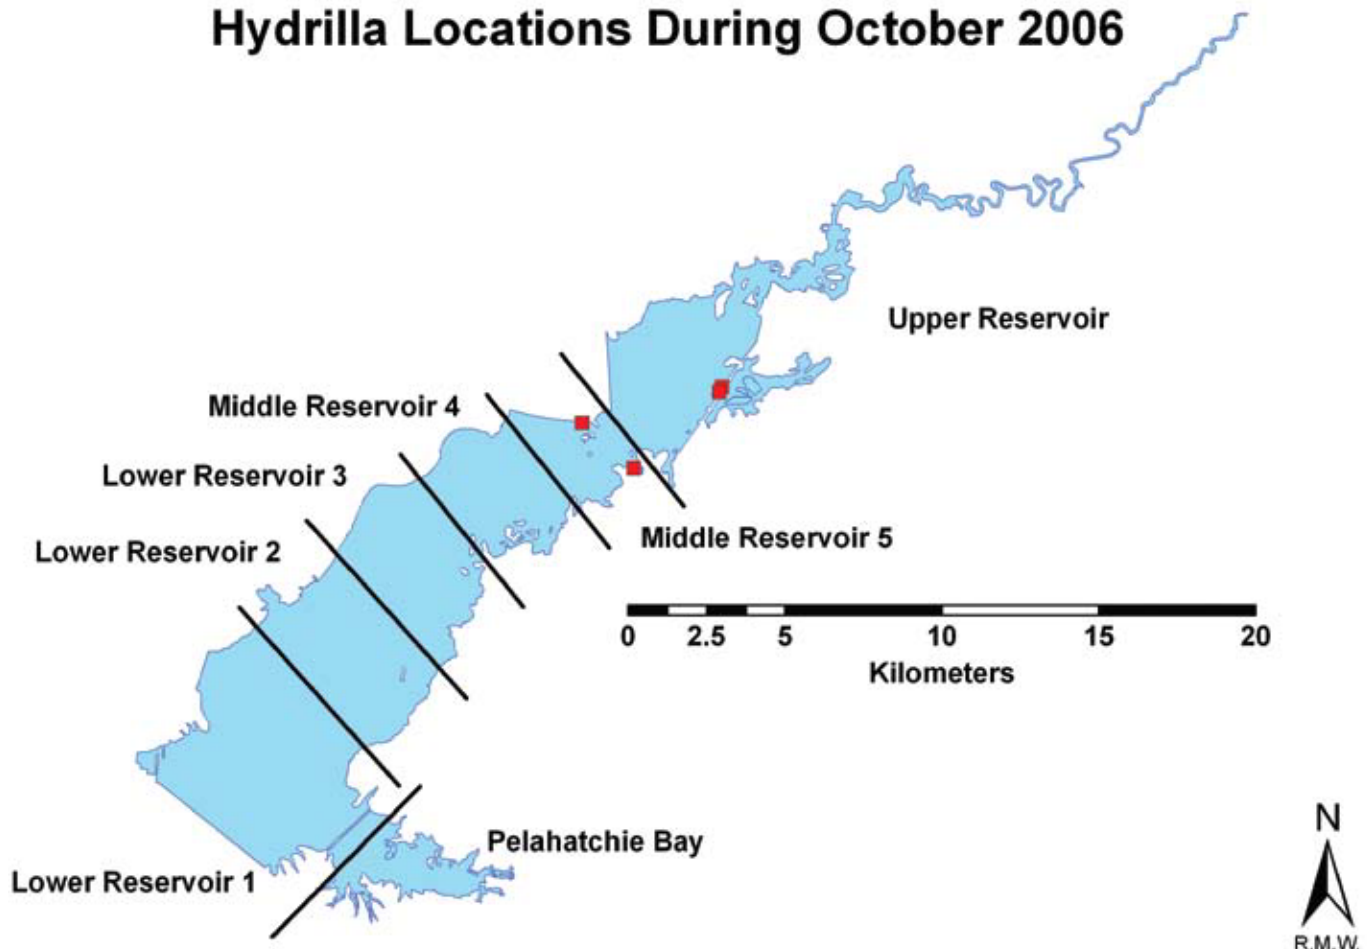 Hydrilla Locations During October 2006
Upper Reservoir
Middle Reservoir 4
Lower Reservoir 3
Lower Reservoir 2
Middle Reservoir 5
0 2.5 5 10 15 20
Kilometers
Pelahatchie Bay
Lower Reservoir 1
N
R.M.W.